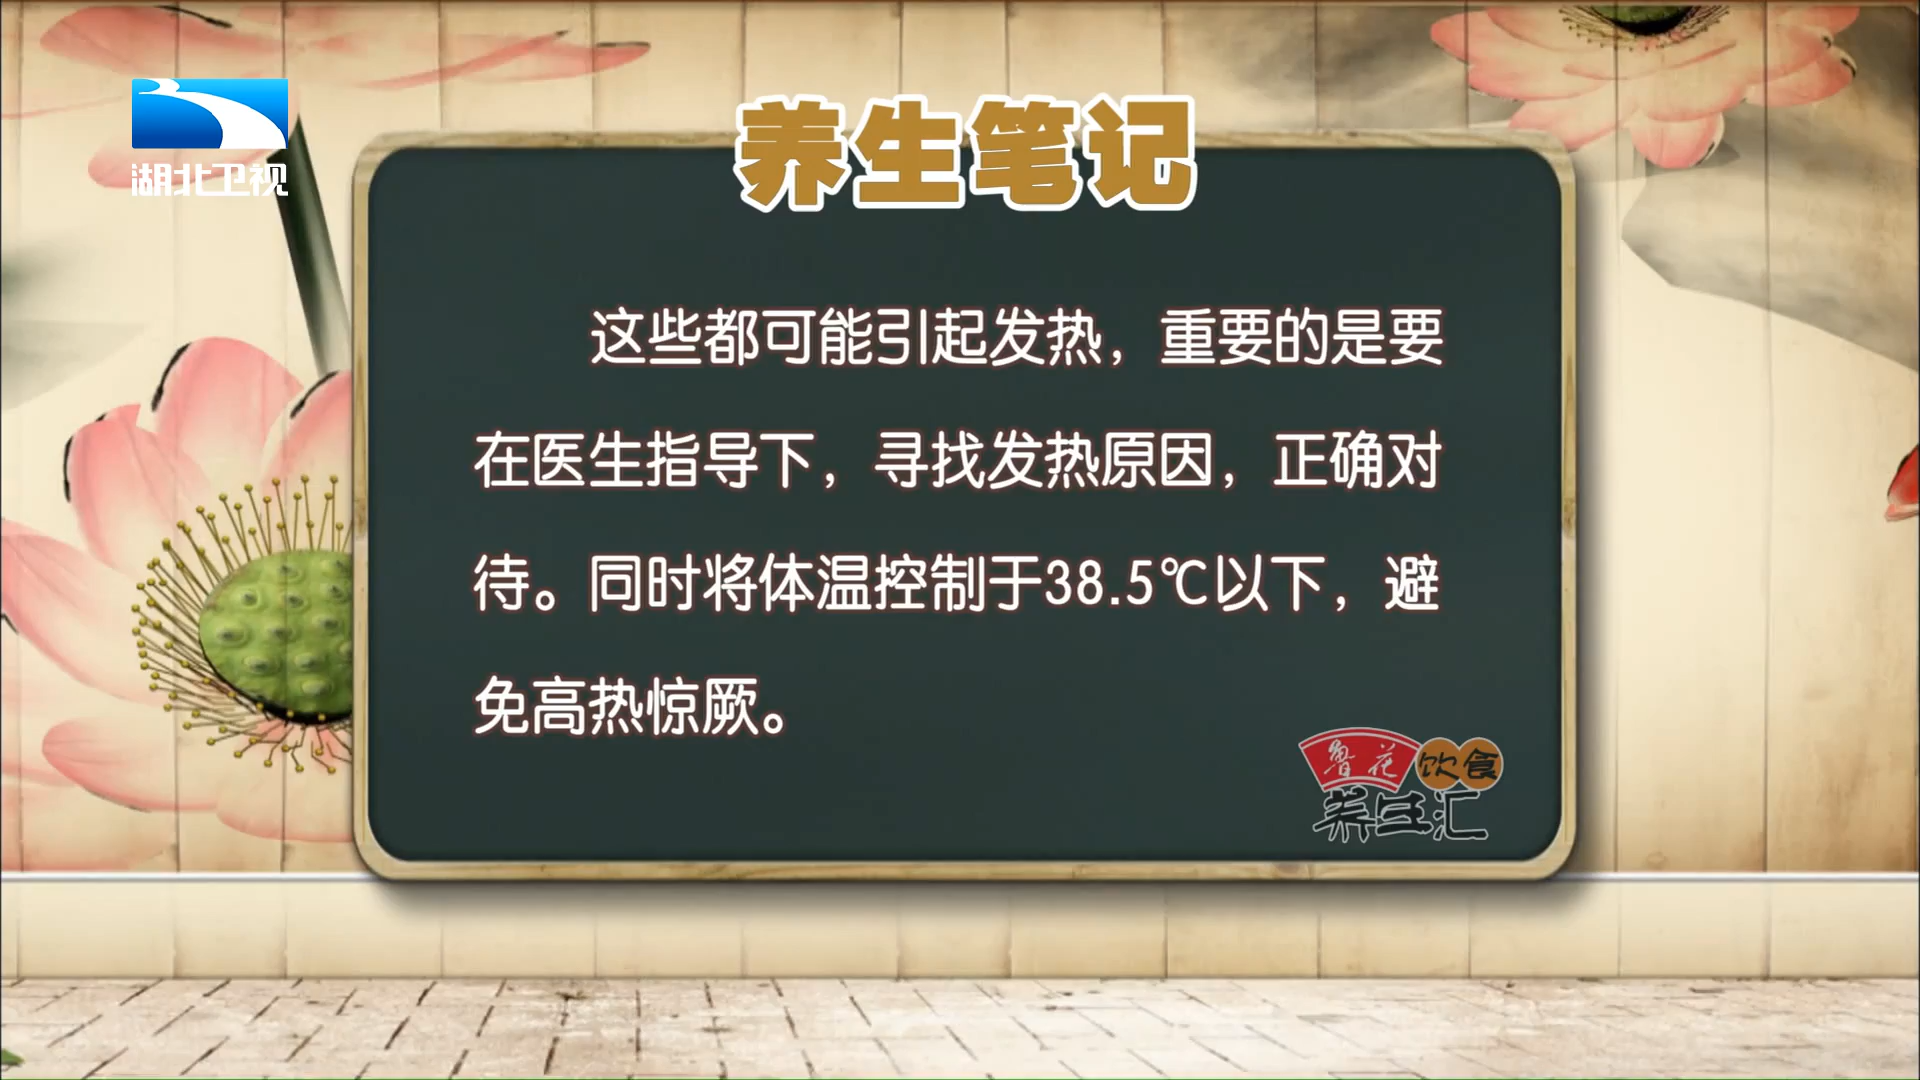 湖北卫视
养生笔记
这些都可能引起发热，重要的是要
在医生指导下，寻找发热原因，正确对
待。同时将体温控制于38.5℃以下，避
免高热惊厥。
鲁花 饮食
养生汇